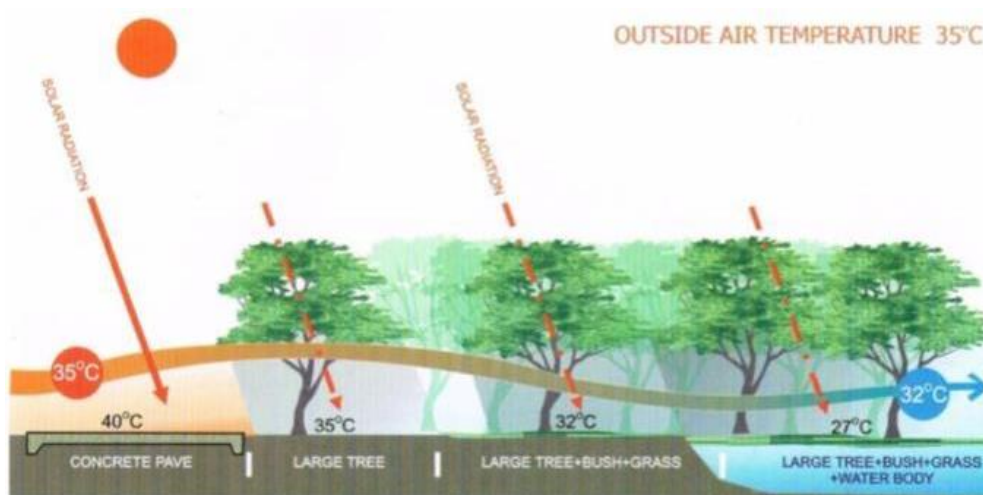 OUTSIDE AIR TEMPERATURE 35°C
SOLAR RADIATION
SOLAR RADIATION
35°C
32°C
40°C
35°C
32°C
27°C
CONCRETE PAVE
LARGE TREE
LARGE TREE+BUSH+GRASS
LARGE TREE+BUSH+GRASS
+WATER BODY